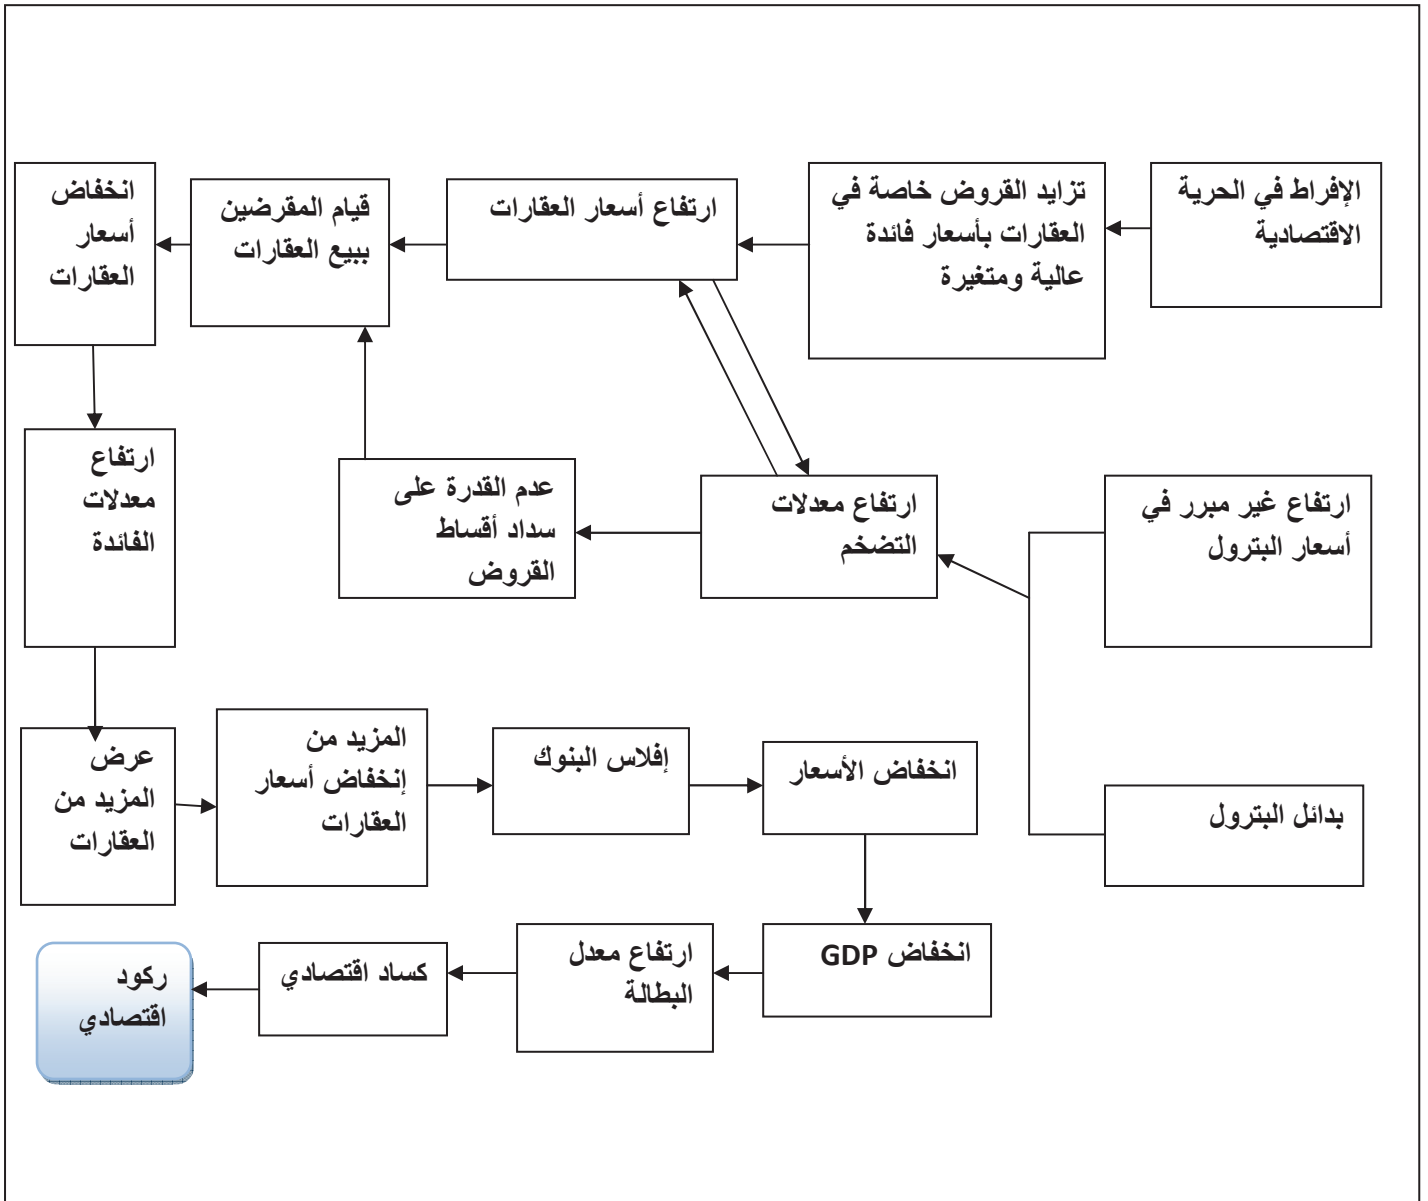 الإفراط في الحرية
الاقتصادية
تزايد القروض خاصة في
العقارات بأسعار فائدة
عالية ومتغيرة
ارتفاع أسعار العقارات
قيام المقرضين
ببيع العقارات
انخفاض
أسعار
العقارات
ارتفاع غير مبرر في
أسعار البترول
ارتفاع معدلات
التضخم
عدم القدرة على
سداد أقساط
القروض
ارتفاع
معدلات
الفائدة
عرض
المزيد من
العقارات
المزيد من
إنخفاض أسعار
العقارات
إفلاس البنوك
انخفاض الأسعار
بدائل البترول
انخفاض GDP
ارتفاع معدل
البطالة
كساد اقتصادي
ركود
اقتصادي